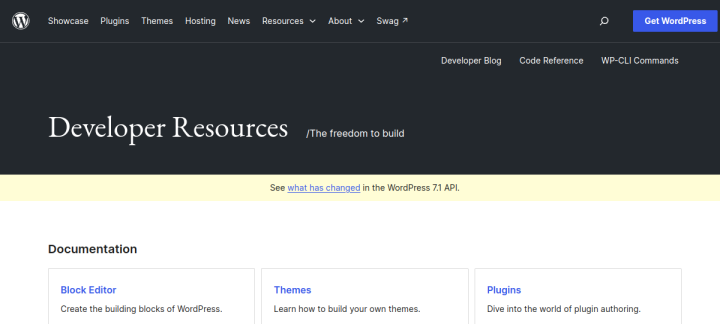 Showcase Plugins Themes Hosting News Resources About Swag ↗ Get WordPress
Developer Blog Code Reference WP-CLI Commands
Developer Resources /The freedom to build
See what has changed in the WordPress 7.1 API.
Documentation
Block Editor Themes Plugins
Create the building blocks of WordPress. Learn how to build your own themes. Dive into the world of plugin authoring.